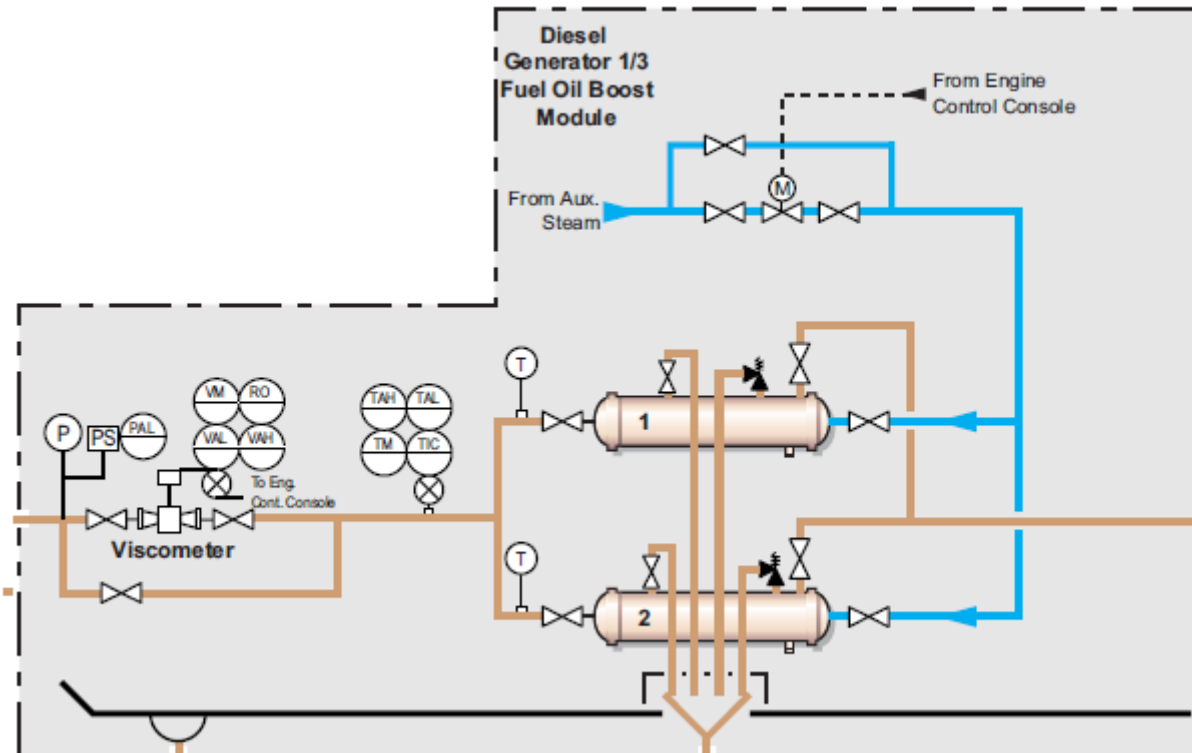 Diesel
Generator 1/3
Fuel Oil Boost
Module
From Engine
Control Console
M
From Aux.
Steam
T
VM RO
TAH TAL
1
P PS PAL
VAL VAH
TM TIC
To Eng.
Cont. Console
Viscometer
T
2